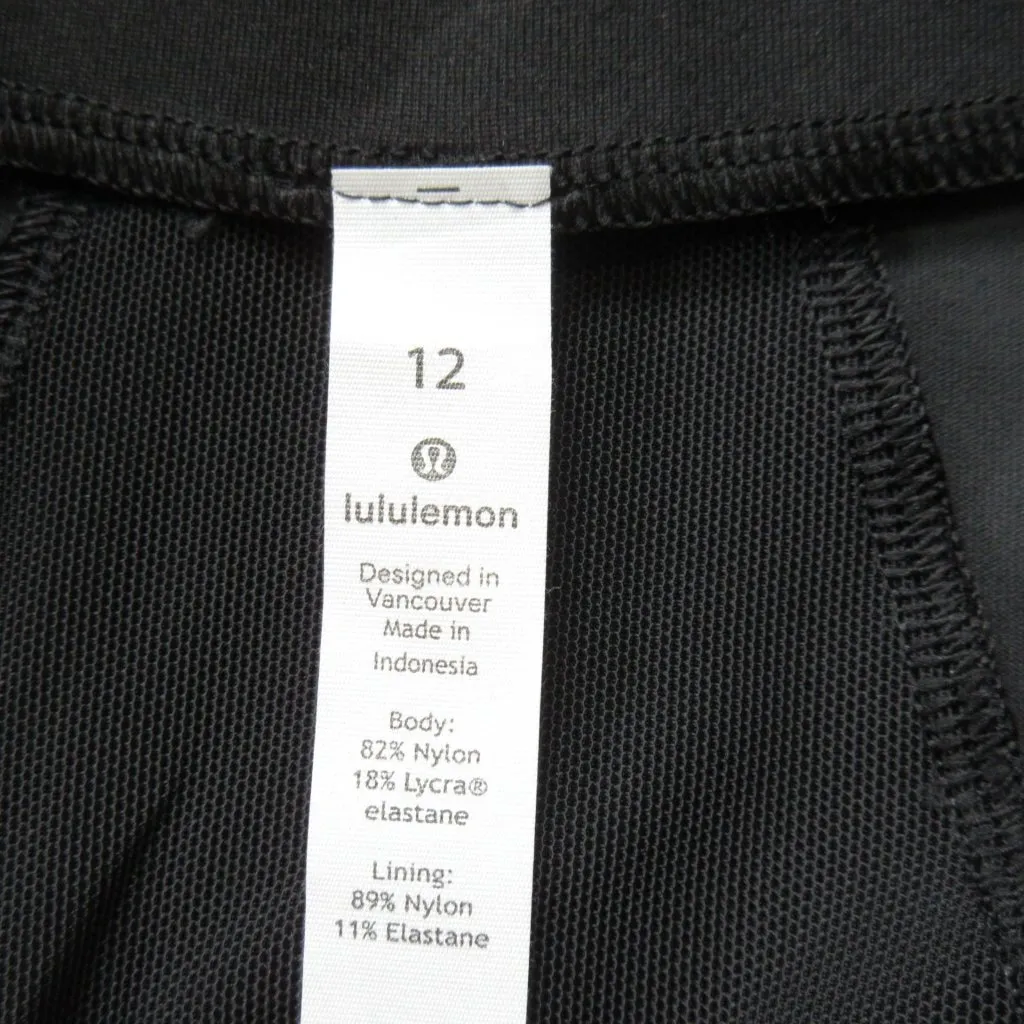 12
lululemon
Designed in
Vancouver
Made in
Indonesia
Body:
82% Nylon
18% Lycra®
elastane
Lining:
89% Nylon
11% Elastane